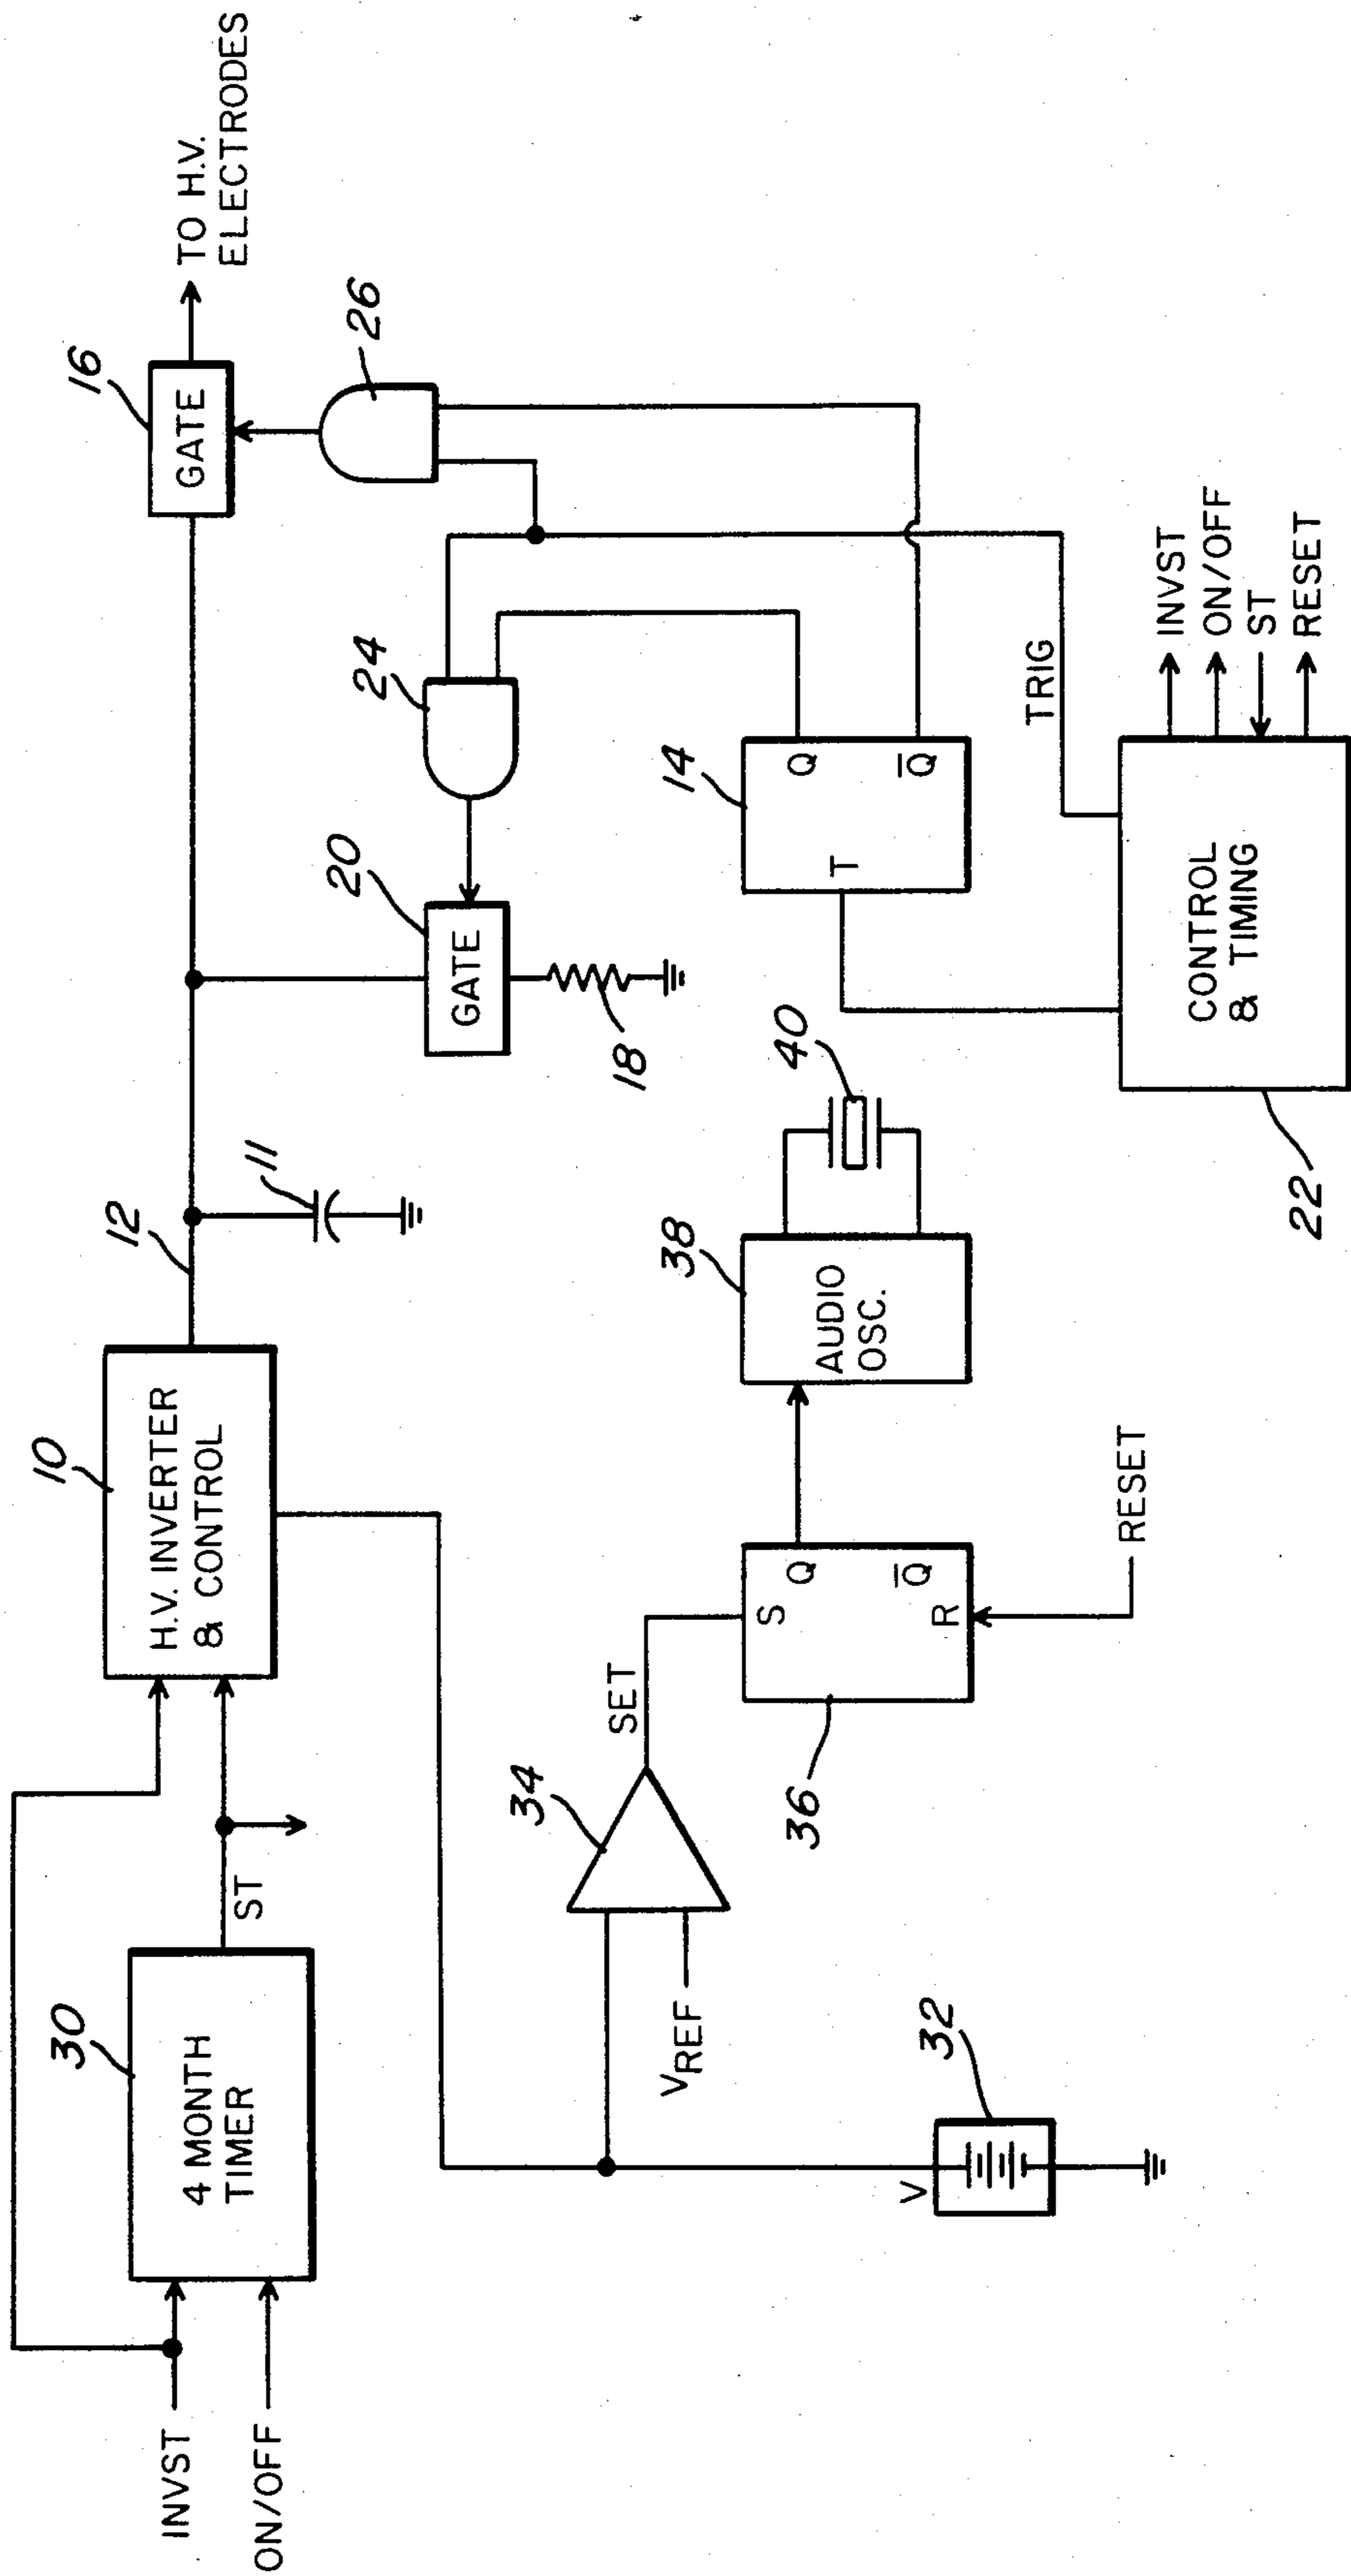 INVST
ON/OFF
30
4 MONTH
TIMER
ST
10
H.V. INVERTER
& CONTROL
12
11
16
GATE
TO H.V.
ELECTRODES
20
GATE
18
24
26
32
V
VREF
34
SET
36
S
Q
Q̅
R
RESET
38
AUDIO
OSC.
40
14
T
Q
Q̅
TRIG
22
CONTROL
& TIMING
INVST
ON/OFF
ST
RESET